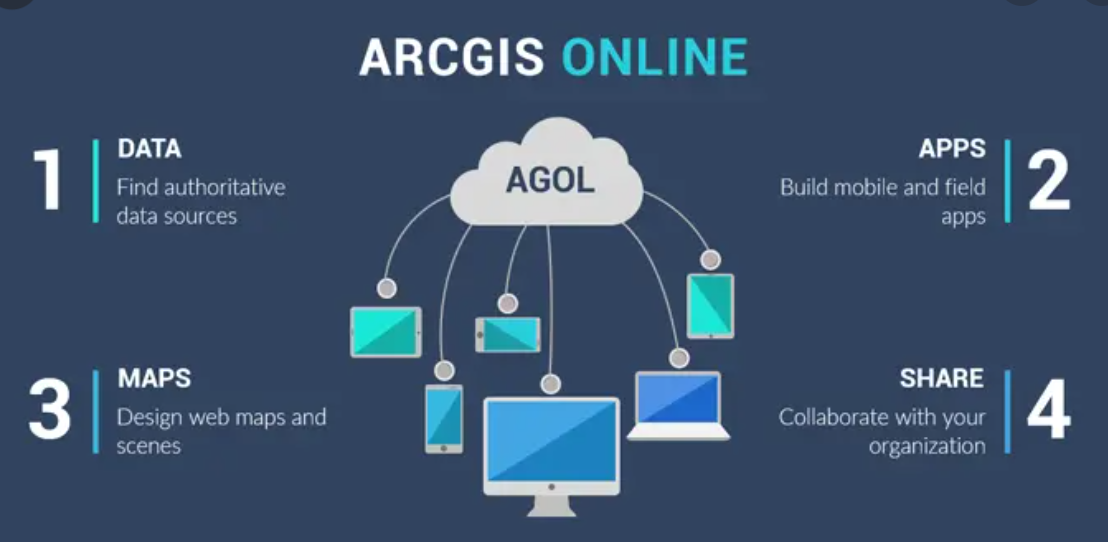 ARCGIS ONLINE
AGOL
1
DATA
Find authoritative
data sources
APPS
Build mobile and field
apps
2
3
MAPS
Design web maps and
scenes
SHARE
Collaborate with your
organization
4